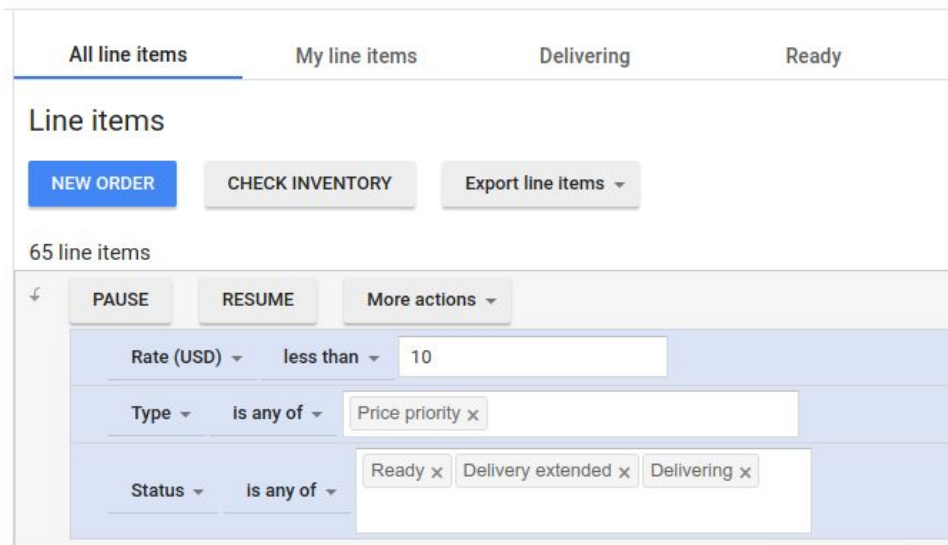 All line items My line items Delivering Ready
Line items
NEW ORDER CHECK INVENTORY Export line items
65 line items
PAUSE RESUME More actions
Rate (USD) less than 10
Type is any of Price priority ×
Status is any of Ready × Delivery extended × Delivering ×